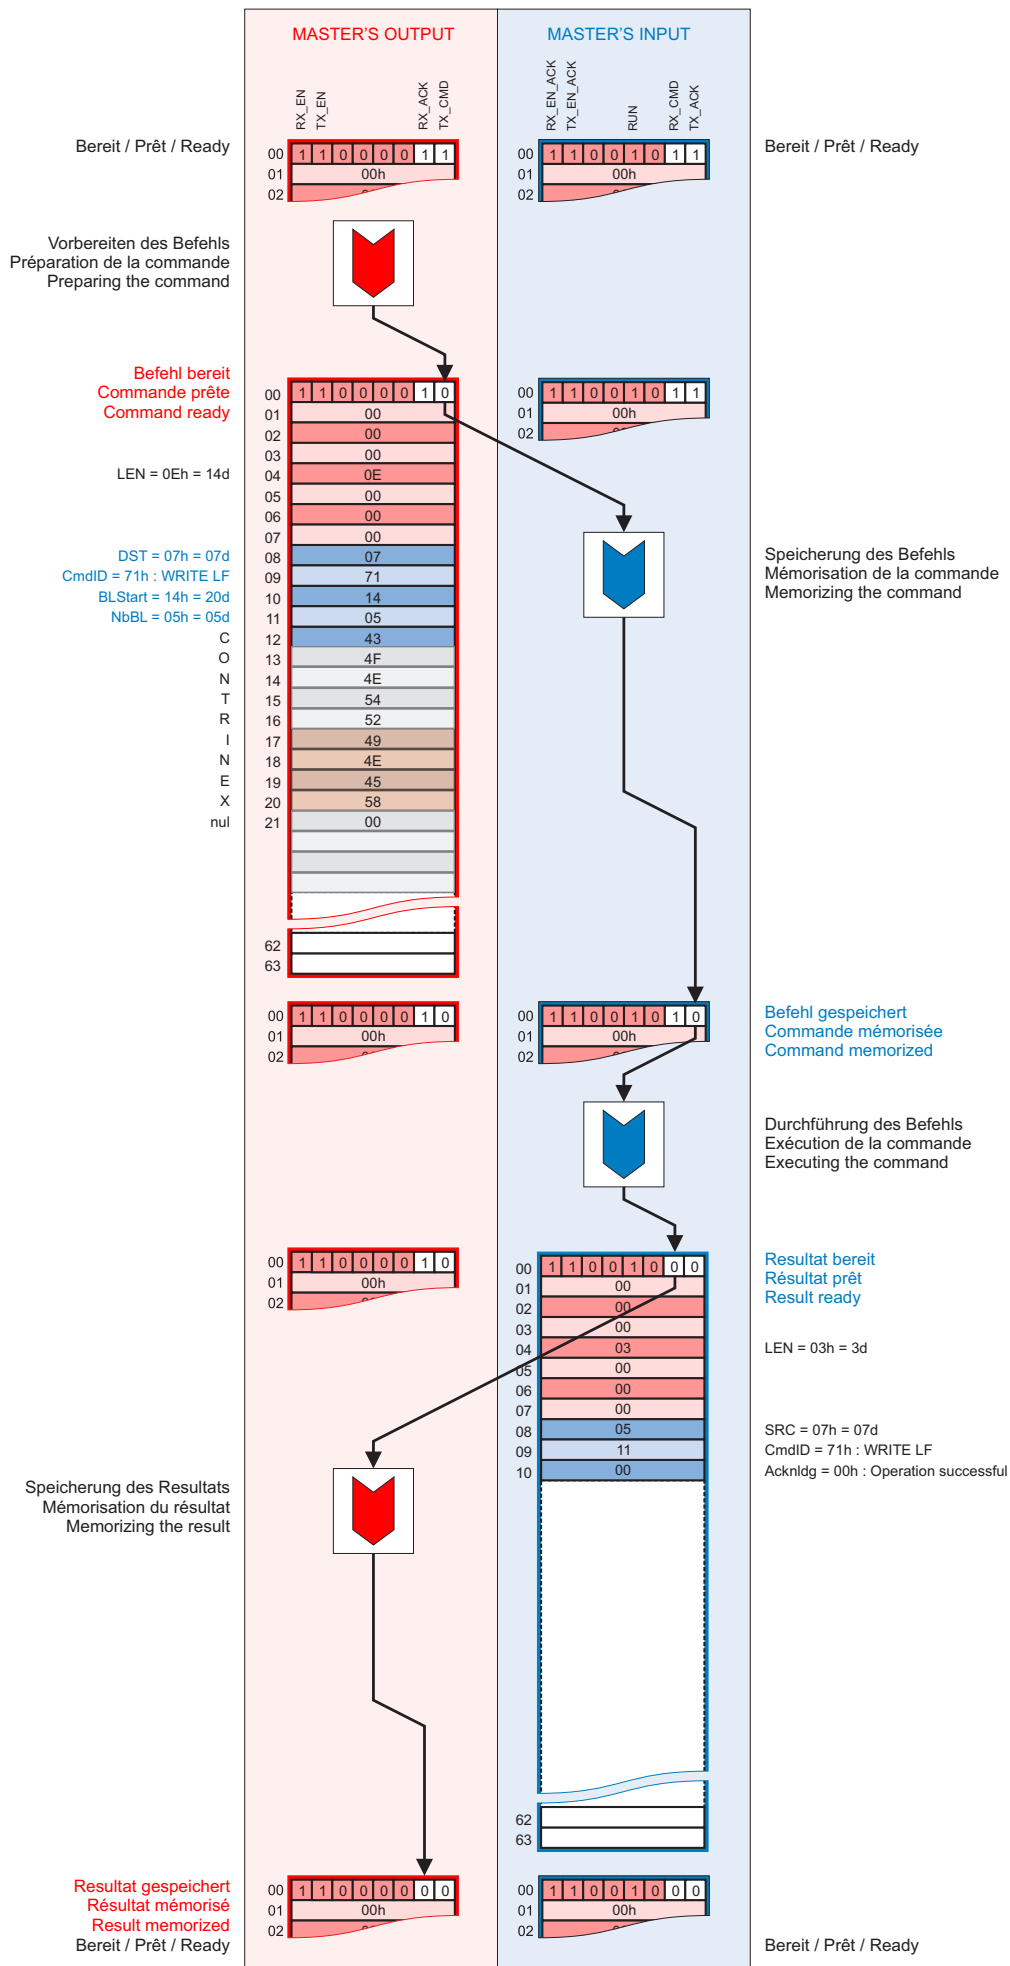 MASTER'S OUTPUT
MASTER'S INPUT
RX_EN
TX_EN
RX_ACK
TX_CMD
RX_EN_ACK
TX_EN_ACK
RUN
RX_CMD
TX_ACK
Bereit / Prêt / Ready
00 1 1 0 0 0 0 1 1
01 00h
02
00 1 1 0 0 1 0 1 1
01 00h
02
Bereit / Prêt / Ready
Vorbereiten des Befehls
Préparation de la commande
Preparing the command
Befehl bereit
Commande prête
Command ready
00 1 1 0 0 0 0 1 0
01 00
02 00
03 00
LEN = 0Eh = 14d
04 0E
05 00
06 00
07 00
DST = 07h = 07d
08 07
CmdID = 71h : WRITE LF
09 71
BLStart = 14h = 20d
10 14
NbBL = 05h = 05d
11 05
C 12 43
O 13 4F
N 14 4E
T 15 54
R 16 52
I 17 49
N 18 4E
E 19 45
X 20 58
nul 21 00
62
63
00 1 1 0 0 1 0 1 1
01 00h
02
Speicherung des Befehls
Mémorisation de la commande
Memorizing the command
00 1 1 0 0 0 0 1 0
01 00h
02
00 1 1 0 0 1 0 1 0
01 00h
02
Befehl gespeichert
Commande mémorisée
Command memorized
Durchführung des Befehls
Exécution de la commande
Executing the command
00 1 1 0 0 0 0 1 0
01 00h
02
00 1 1 0 0 1 0 0 0
01 00
02 00
03 00
04 03
05 00
06 00
07 00
08 05
09 11
10 00
62
63
Resultat bereit
Résultat prêt
Result ready
LEN = 03h = 3d
SRC = 07h = 07d
CmdID = 71h : WRITE LF
Acknldg = 00h : Operation successful
Speicherung des Resultats
Mémorisation du résultat
Memorizing the result
Resultat gespeichert
Résultat mémorisé
Result memorized
Bereit / Prêt / Ready
00 1 1 0 0 0 0 0 0
01 00h
02
00 1 1 0 0 1 0 0 0
01 00h
02
Bereit / Prêt / Ready